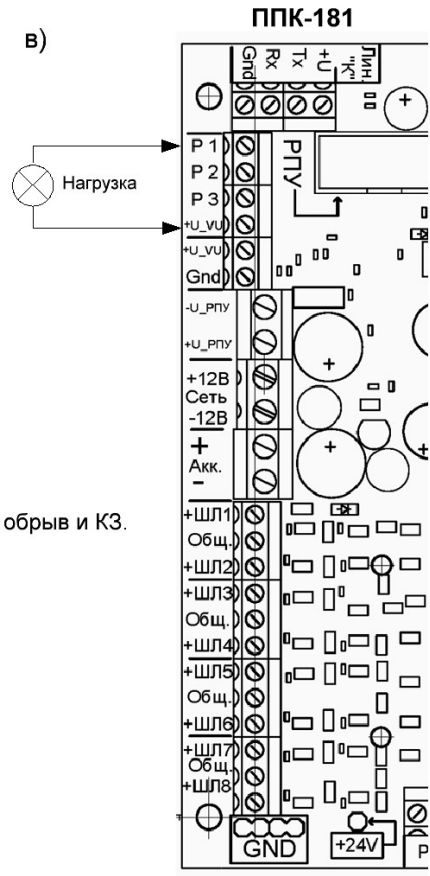 ППК-181
в)
Gnd
Rx
Tx
+U
"К"
Лин.
Р 1
Р 2
Р 3
+U_VU
+U_VU
Gnd
Нагрузка
РПУ
-U_РПУ
+U_РПУ
+12В
Сеть
-12В
+
Акк.
-
обрыв и КЗ.
+ШЛ1
Общ.
+ШЛ2
+ШЛ3
Общ.
+ШЛ4
+ШЛ5
Общ.
+ШЛ6
+ШЛ7
Общ.
+ШЛ8
GND
+24V
Р